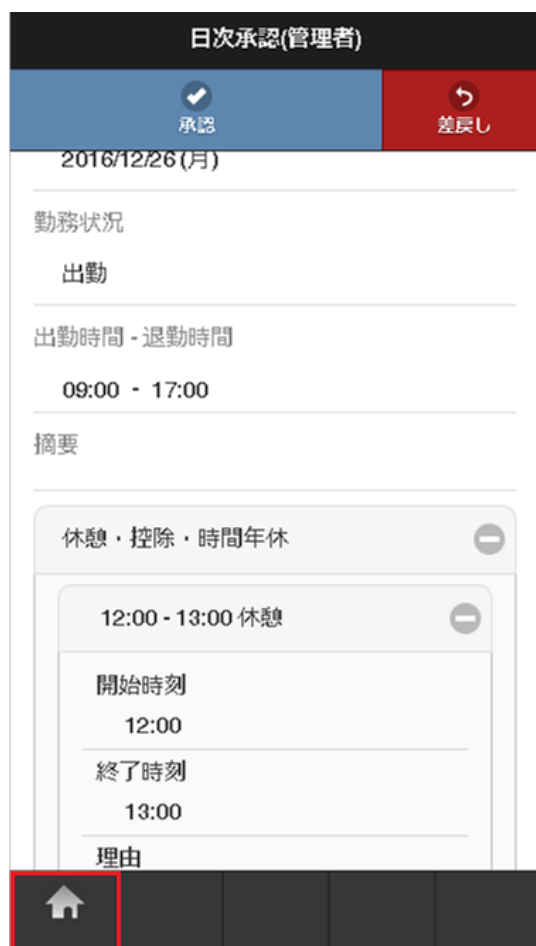 日次承認(管理者)
承認
差戻し
2016/12/26 (月)
勤務状況
出勤
出勤時間 - 退勤時間
09:00 - 17:00
摘要
休憩・控除・時間年休
12:00 - 13:00 休憩
開始時刻
12:00
終了時刻
13:00
理由